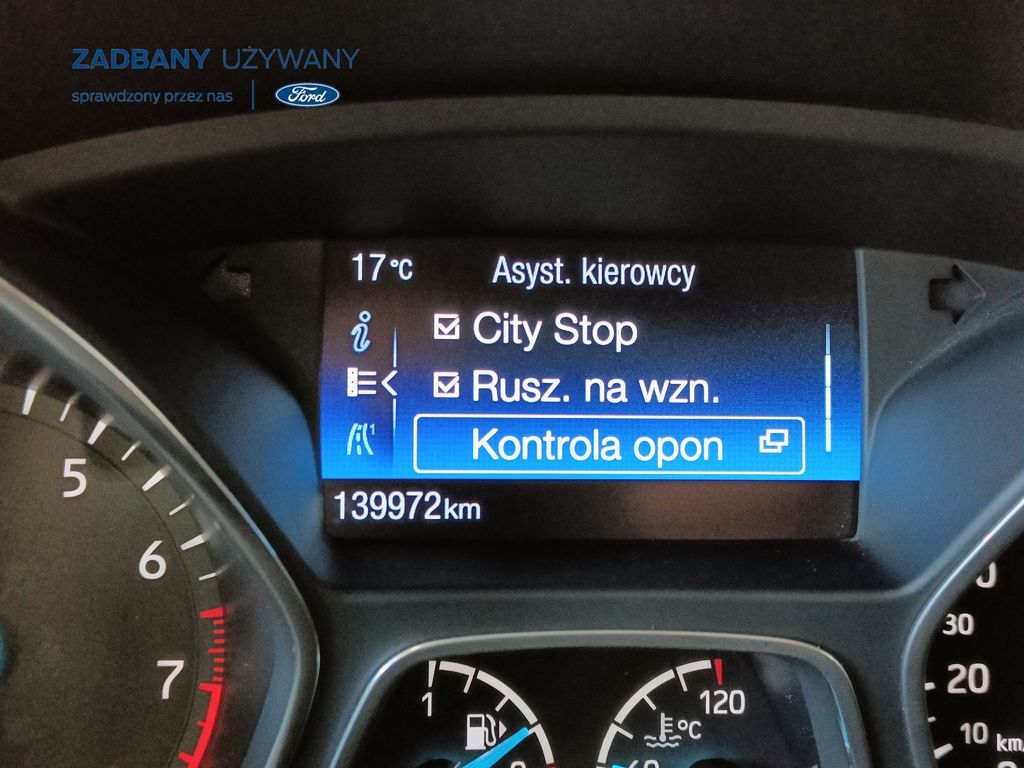 ZADBANY UŻYWANY
sprawdzony przez nas
Ford
17°C
Asyst. kierowcy
City Stop
Rusz. na wzn.
1
Kontrola opon
139972km
5
6
7
1
120
°C
30
20
10
km/